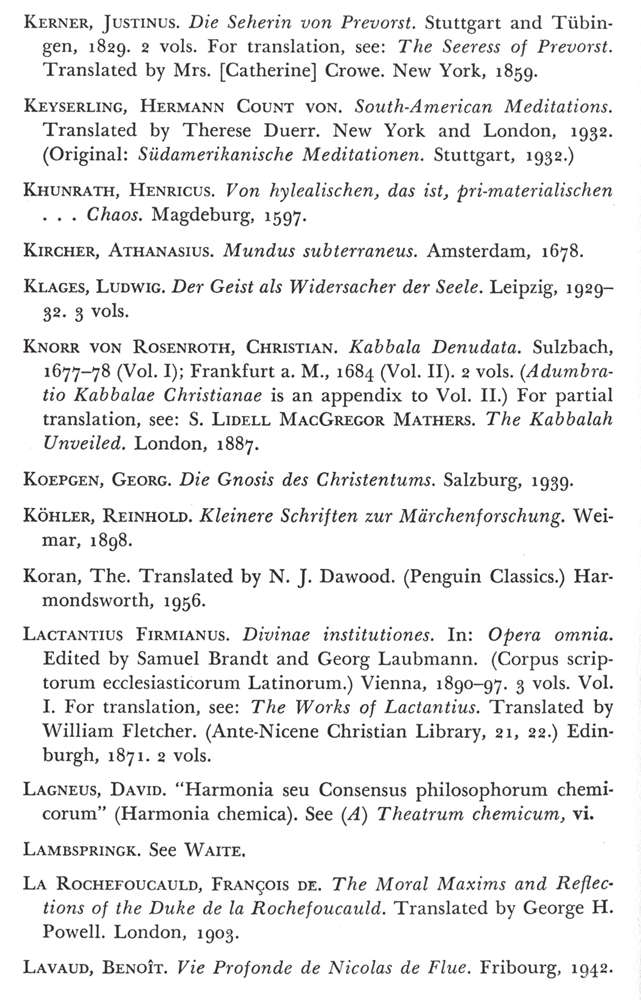 KERNER, JUSTINUS. Die Seherin von Prevorst. Stuttgart and Tübin-
gen, 1829. 2 vols. For translation, see: The Seeress of Prevorst.
Translated by Mrs. [Catherine] Crowe. New York, 1859.
KEYSERLING, HERMANN COUNT VON. South-American Meditations.
Translated by Therese Duerr. New York and London, 1932.
(Original: Südamerikanische Meditationen. Stuttgart, 1932.)
KHUNRATH, HENRICUS. Von hylealischen, das ist, pri-materialischen
. . . Chaos. Magdeburg, 1597.
KIRCHER, ATHANASIUS. Mundus subterraneus. Amsterdam, 1678.
KLAGES, LUDWIG. Der Geist als Widersacher der Seele. Leipzig, 1929–
32. 3 vols.
KNORR VON ROSENROTH, CHRISTIAN. Kabbala Denudata. Sulzbach,
1677–78 (Vol. I); Frankfurt a. M., 1684 (Vol. II). 2 vols. (Adumbra-
tio Kabbalae Christianae is an appendix to Vol. II.) For partial
translation, see: S. LIDELL MACGREGOR MATHERS. The Kabbalah
Unveiled. London, 1887.
KOEPGEN, GEORG. Die Gnosis des Christentums. Salzburg, 1939.
KÖHLER, REINHOLD. Kleinere Schriften zur Märchenforschung. Wei-
mar, 1898.
Koran, The. Translated by N. J. Dawood. (Penguin Classics.) Har-
mondsworth, 1956.
LACTANTIUS FIRMIANUS. Divinae institutiones. In: Opera omnia.
Edited by Samuel Brandt and Georg Laubmann. (Corpus scrip-
torum ecclesiasticorum Latinorum.) Vienna, 1890–97. 3 vols. Vol.
I. For translation, see: The Works of Lactantius. Translated by
William Fletcher. (Ante-Nicene Christian Library, 21, 22.) Edin-
burgh, 1871. 2 vols.
LAGNEUS, DAVID. "Harmonia seu Consensus philosophorum chemi-
corum" (Harmonia chemica). See (A) Theatrum chemicum, vi.
LAMBSPRINGK. See WAITE.
LA ROCHEFOUCAULD, FRANÇOIS DE. The Moral Maxims and Reflec-
tions of the Duke de la Rochefoucauld. Translated by George H.
Powell. London, 1903.
LAVAUD, BENOÎT. Vie Profonde de Nicolas de Flue. Fribourg, 1942.